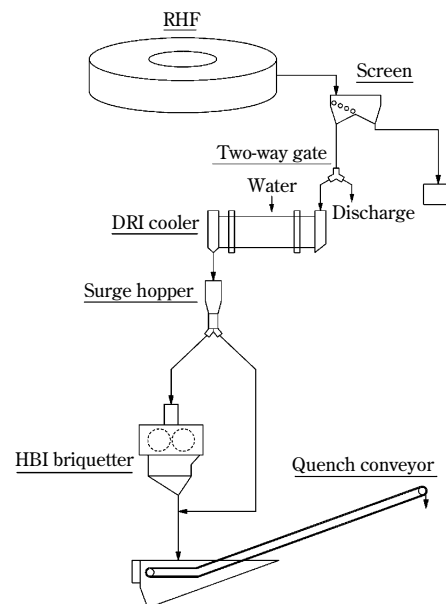 RHF
Screen
Two-way gate
Water
Discharge
DRI cooler
Surge hopper
HBI briquetter
Quench conveyor